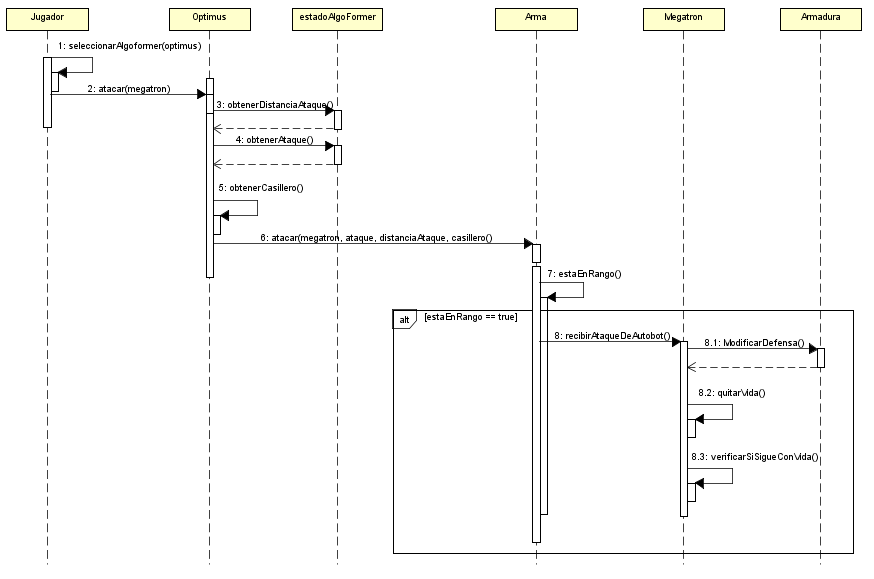 Jugador
Optimus
estadoAlgoFormer
Arma
Megatron
Armadura
1: seleccionarAlgoformer(optimus)
2: atacar(megatron)
3: obtenerDistanciaAtaque()
4: obtenerAtaque()
5: obtenerCasillero()
6: atacar(megatron, ataque, distanciaAtaque, casillero()
7: estaEnRango()
alt
[estaEnRango == true]
8: recibirAtaqueDeAutobot()
8.1: ModificarDefensa()
8.2: quitarVida()
8.3: verificarSiSigueConVida()